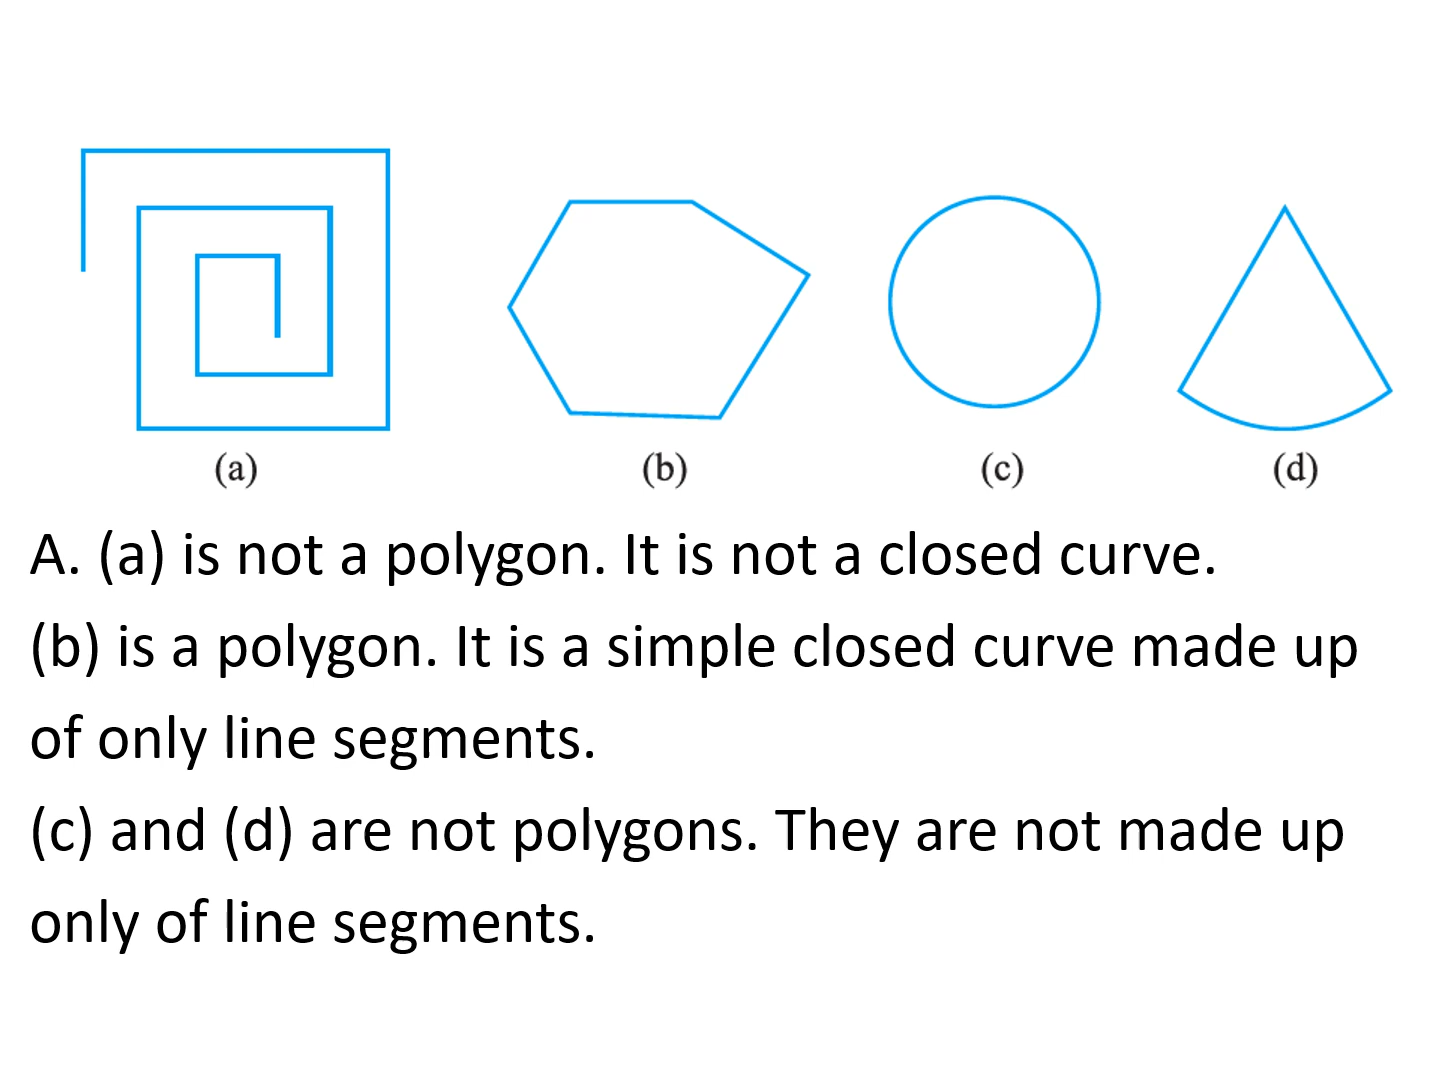 (a) (b) (c) (d)
A. (a) is not a polygon. It is not a closed curve.
(b) is a polygon. It is a simple closed curve made up
of only line segments.
(c) and (d) are not polygons. They are not made up
only of line segments.